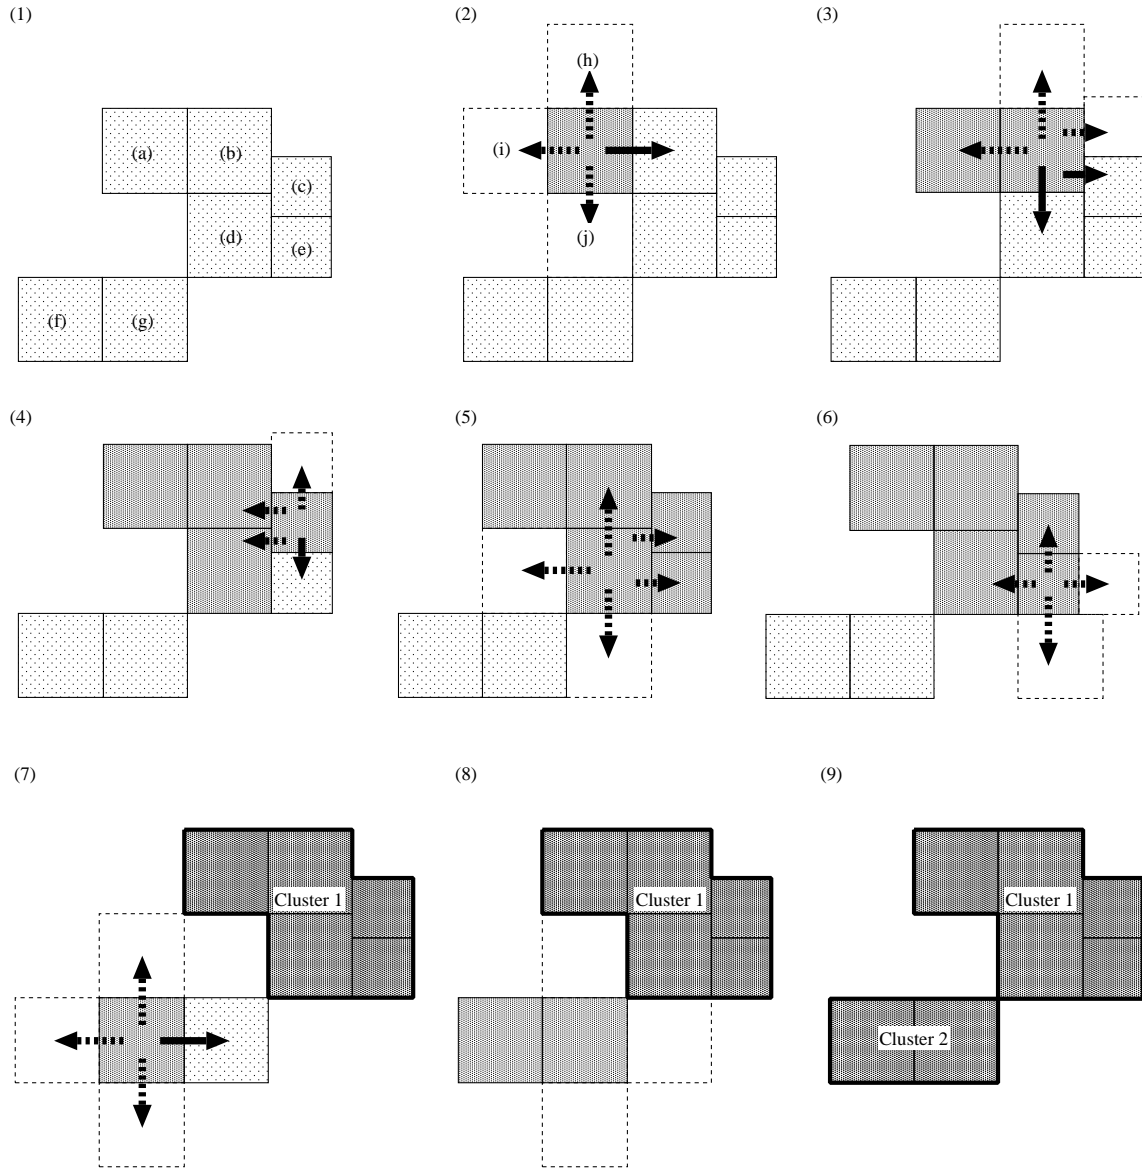 (1)
(2)
(3)
(h)
(a)
(b)
(i)
(c)
(d)
(j)
(e)
(f)
(g)
(4)
(5)
(6)
(7)
(8)
(9)
Cluster 1
Cluster 1
Cluster 1
Cluster 2